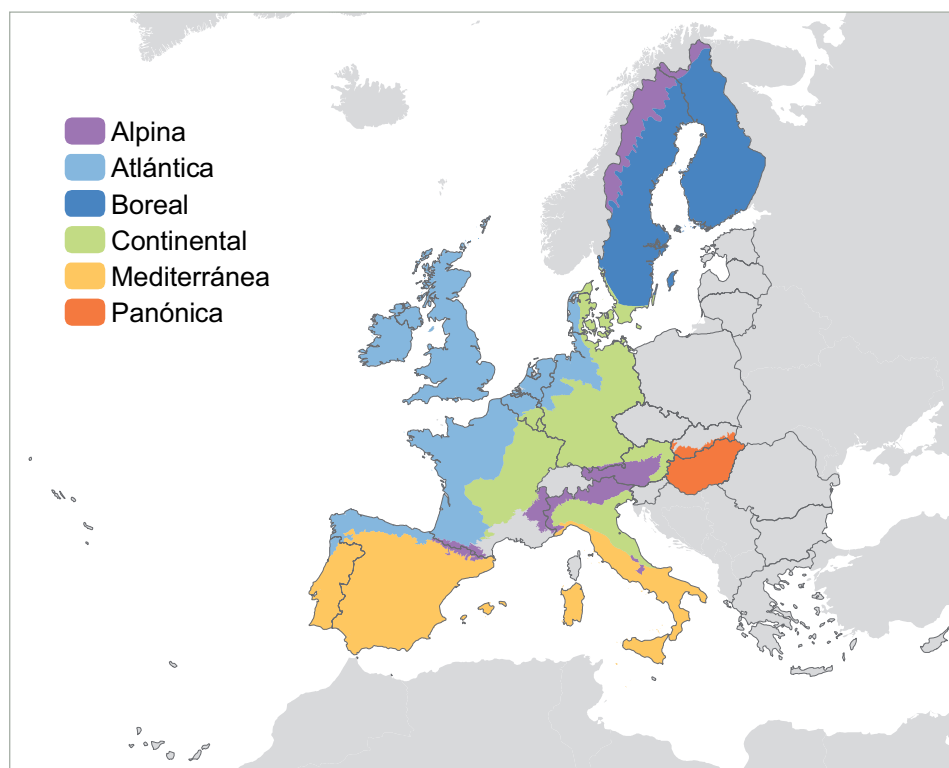 Alpina
Atlántica
Boreal
Continental
Mediterránea
Panónica